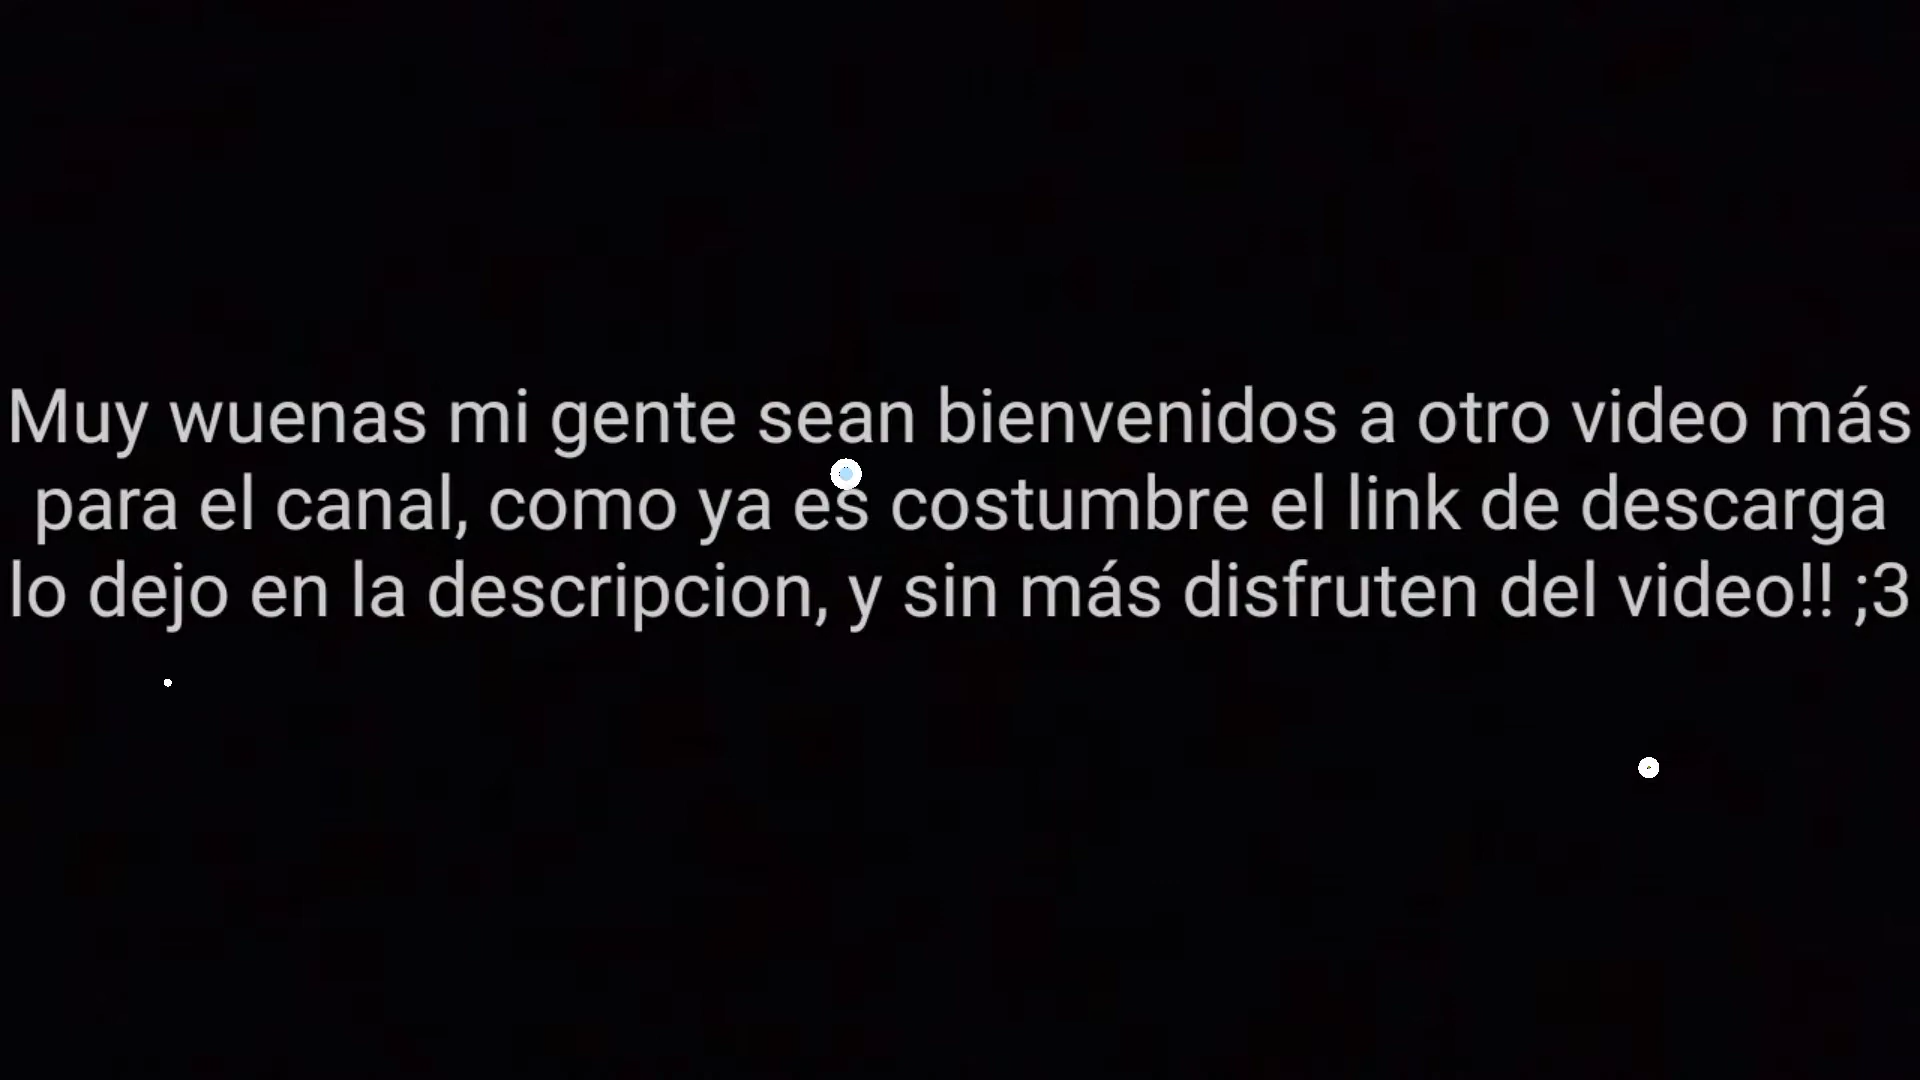 Muy wuenas mi gente sean bienvenidos a otro video más
para el canal, como ya es costumbre el link de descarga
lo dejo en la descripcion, y sin más disfruten del video!! ;3